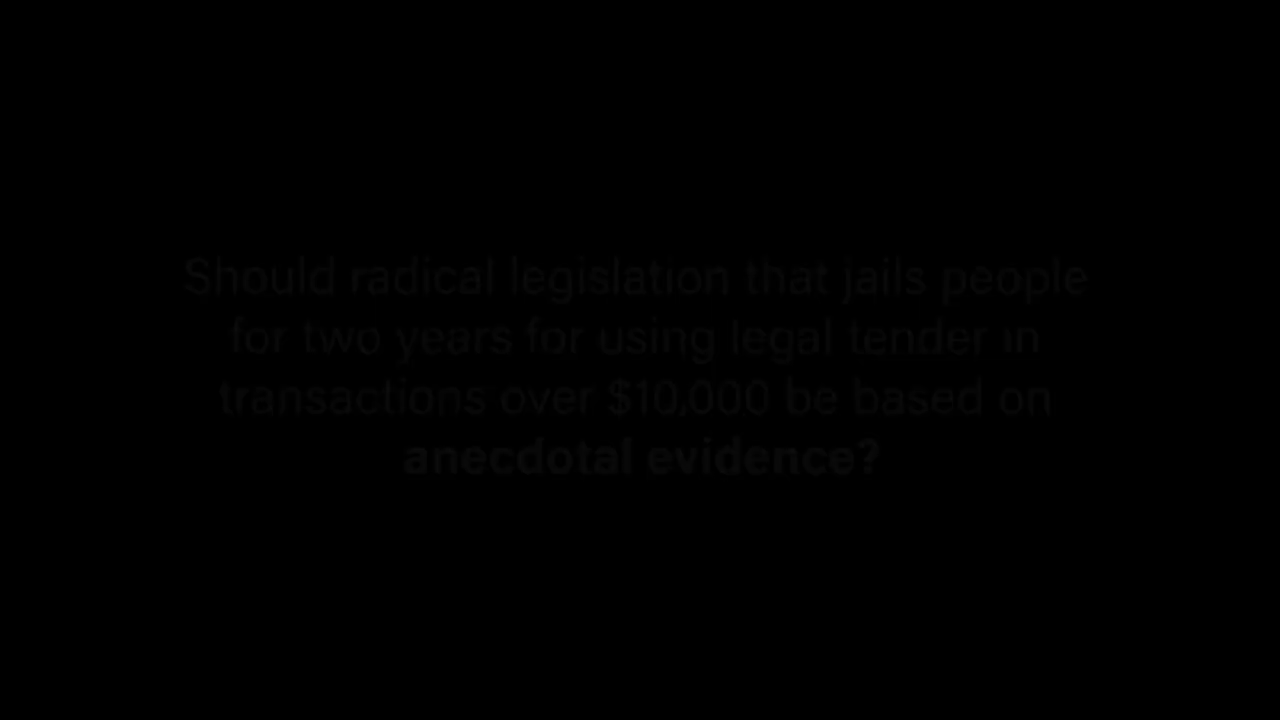 Should radical legislation that jails people
for two years for using legal tender in
transactions over $10,000 be based on
anecdotal evidence?